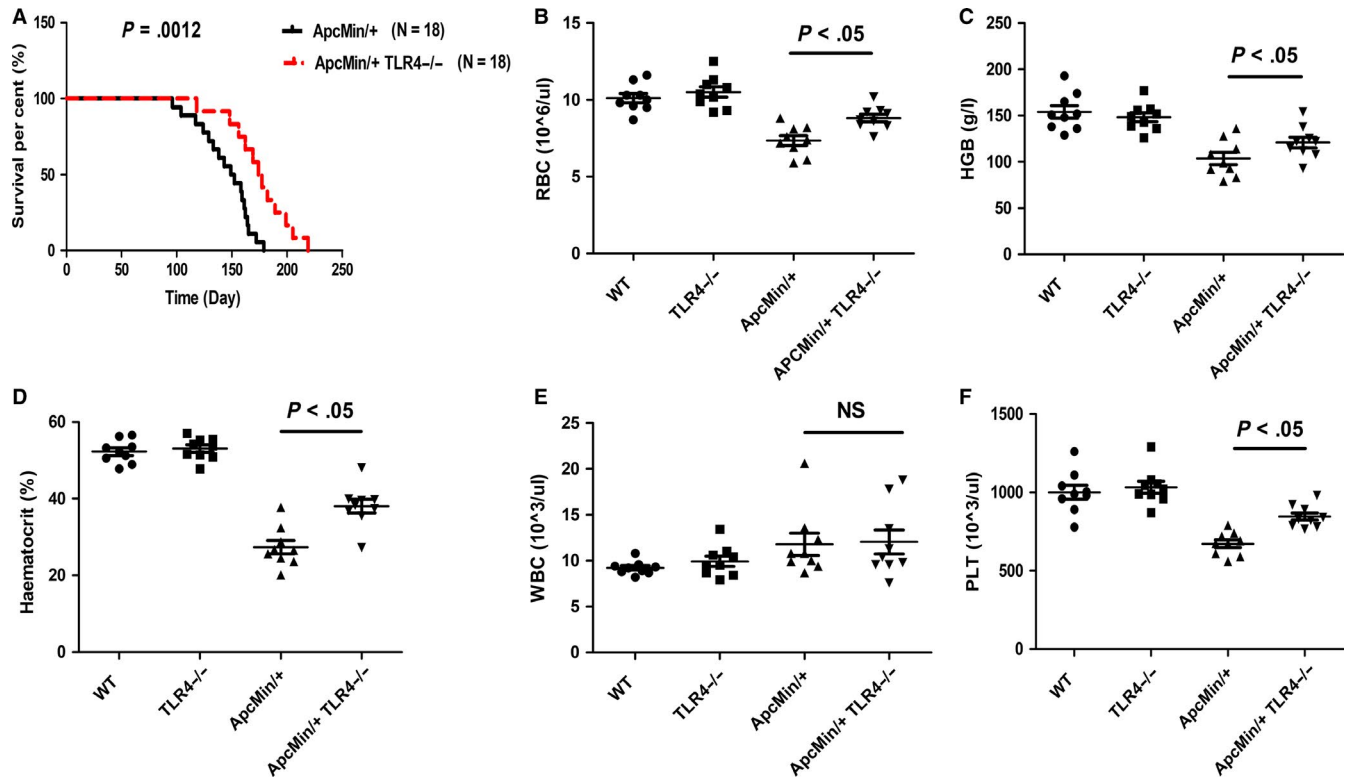 A
P = .0012
ApcMin/+ (N = 18)
ApcMin/+ TLR4−/− (N = 18)
Survival per cent (%)
150
100
50
0
0 50 100 150 200 250
Time (Day)
B
P < .05
RBC (10^6/ul)
15
10
5
0
WT
TLR4−/−
ApcMin/+
APCMin/+ TLR4−/−
C
P < .05
HGB (g/l)
250
200
150
100
50
0
WT
TLR4−/−
ApcMin/+
ApcMin/+ TLR4−/−
D
P < .05
Haematocrit (%)
60
40
20
0
WT
TLR4−/−
ApcMin/+
ApcMin/+ TLR4−/−
E
NS
WBC (10^3/ul)
25
20
15
10
5
0
WT
TLR4−/−
ApcMin/+
ApcMin/+ TLR4−/−
F
P < .05
PLT (10^3/ul)
1500
1000
500
0
WT
TLR4−/−
ApcMin/+
ApcMin/+ TLR4−/−